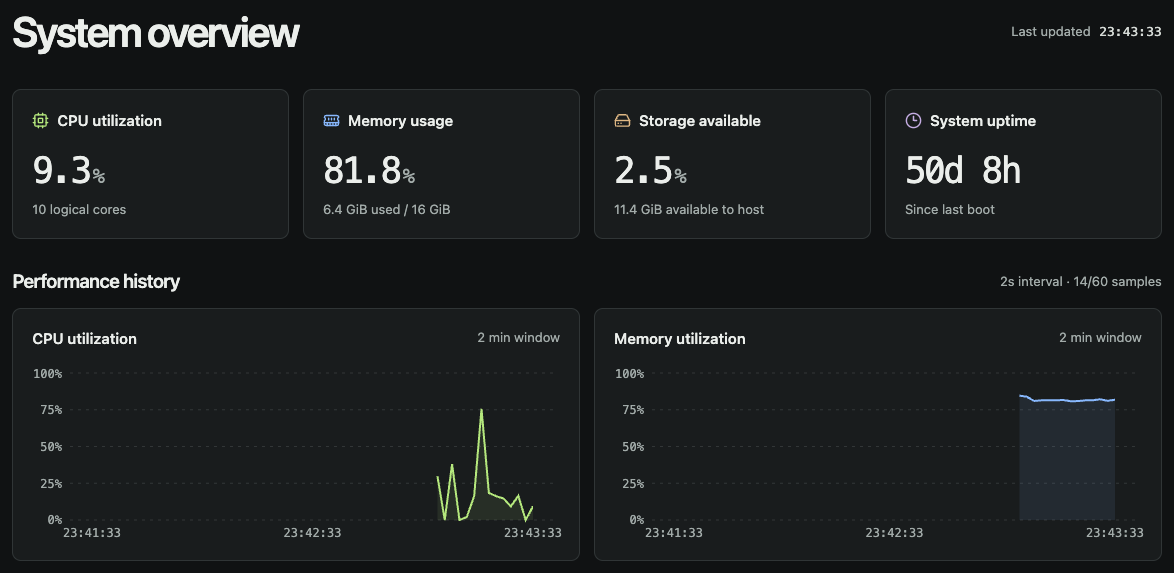 System overview
Last updated 23:43:33
CPU utilization
9.3%
10 logical cores
Memory usage
81.8%
6.4 GiB used / 16 GiB
Storage available
2.5%
11.4 GiB available to host
System uptime
50d 8h
Since last boot
Performance history
2s interval · 14/60 samples
CPU utilization
2 min window
100%
75%
50%
25%
0%
23:41:33 23:42:33 23:43:33
Memory utilization
2 min window
100%
75%
50%
25%
0%
23:41:33 23:42:33 23:43:33